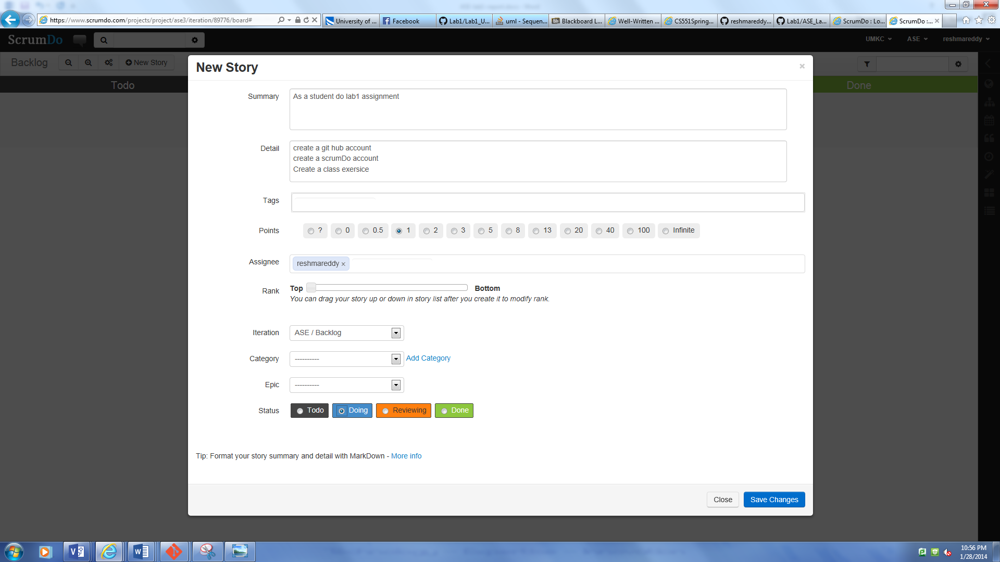 https://www.scrumdo.com/projects/project/ase3/iteration/89776/board#
University of ...
Facebook
Lab1/Lab1_U...
uml - Sequen...
Bb Blackboard L...
Well-Written ...
CS551Spring...
reshmareddy...
Lab1/ASE_La...
ScrumDo : Lo...
ScrumDo :...
ScrumDo
UMKC
ASE
reshmareddy
Backlog
New Story
Todo
Done
New Story
×
Summary
As a student do lab1 assignment
Detail
create a git hub account
create a scrumDo account
Create a class exersice
Tags
Points
? 0 0.5 1 2 3 5 8 13 20 40 100 Infinite
Assignee
reshmareddy ×
Rank
Top Bottom
You can drag your story up or down in story list after you create it to modify rank.
Iteration
ASE / Backlog
Category
----------
Add Category
Epic
----------
Status
Todo Doing Reviewing Done
Tip: Format your story summary and detail with MarkDown - More info
Close
Save Changes
10:56 PM
1/28/2014